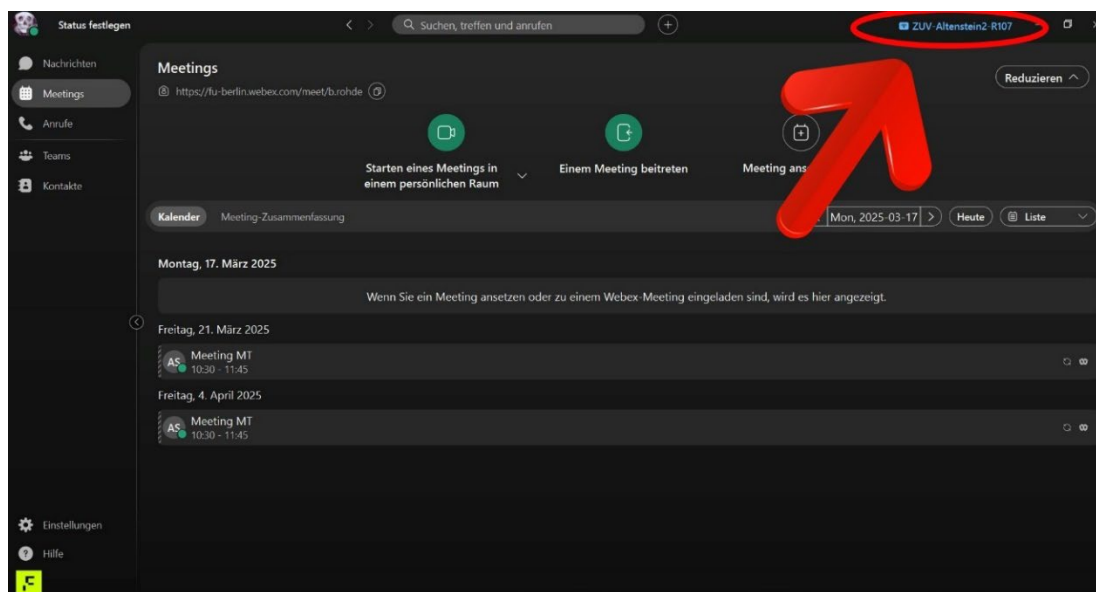 Status festlegen
Suchen, treffen und anrufen
ZUV-Altenstein2-R107
Nachrichten
Meetings
Anrufe
Teams
Kontakte
Meetings
https://fu-berlin.webex.com/meet/b.rohde
Reduzieren
Starten eines Meetings in
einem persönlichen Raum
Einem Meeting beitreten
Meeting
Kalender
Meeting-Zusammenfassung
Mon, 2025-03-17
Heute
Liste
Montag, 17. März 2025
Wenn Sie ein Meeting ansetzen oder zu einem Webex-Meeting eingeladen sind, wird es hier angezeigt.
Freitag, 21. März 2025
AS
Meeting MT
10:30 - 11:45
Freitag, 4. April 2025
AS
Meeting MT
10:30 - 11:45
Einstellungen
Hilfe